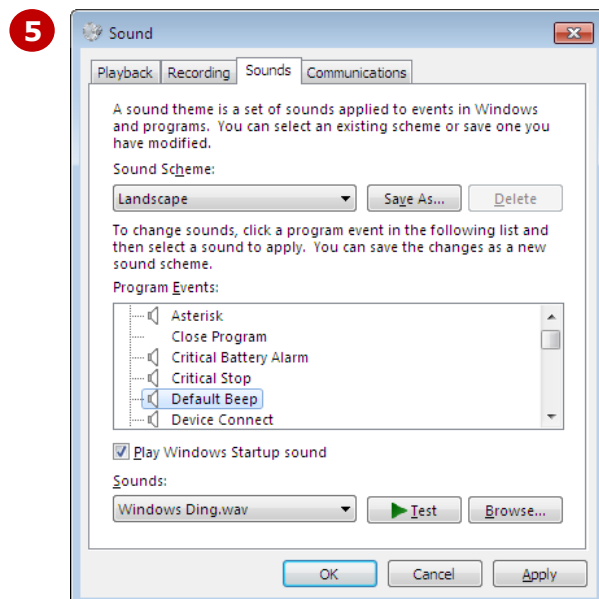 5
Sound
Playback Recording Sounds Communications
A sound theme is a set of sounds applied to events in Windows
and programs. You can select an existing scheme or save one you
have modified.
Sound Scheme:
Landscape Save As... Delete
To change sounds, click a program event in the following list and
then select a sound to apply. You can save the changes as a new
sound scheme.
Program Events:
Asterisk
Close Program
Critical Battery Alarm
Critical Stop
Default Beep
Device Connect
Play Windows Startup sound
Sounds:
Windows Ding.wav Test Browse...
OK Cancel Apply